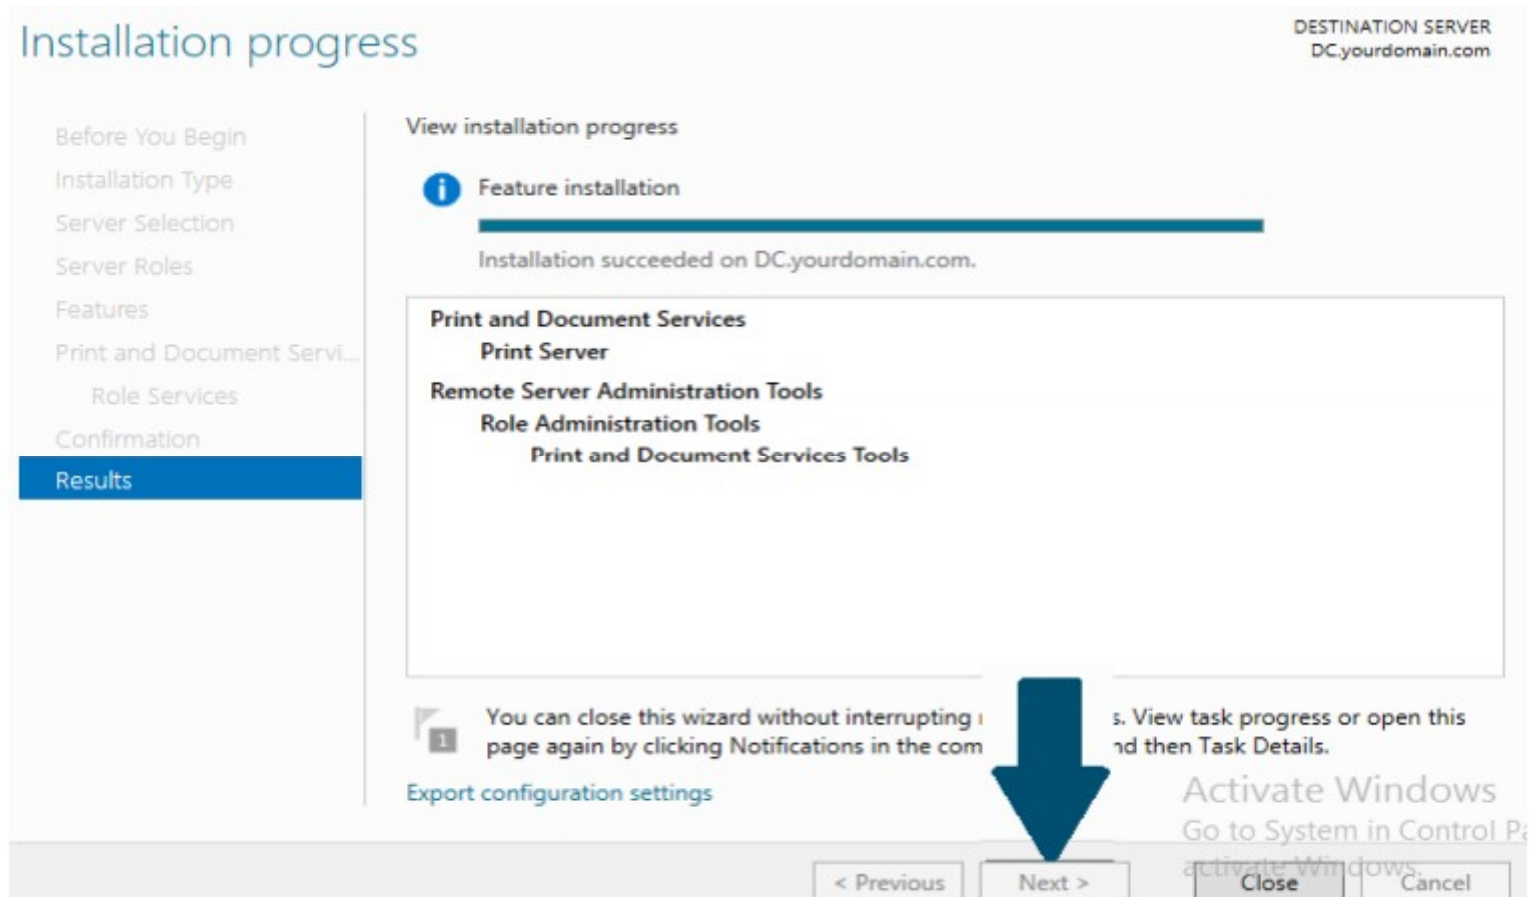 Installation progress
DESTINATION SERVER
DC.yourdomain.com
Before You Begin
Installation Type
Server Selection
Server Roles
Features
Print and Document Servi...
Role Services
Confirmation
Results
View installation progress
Feature installation
Installation succeeded on DC.yourdomain.com.
Print and Document Services
Print Server
Remote Server Administration Tools
Role Administration Tools
Print and Document Services Tools
1
You can close this wizard without interrupting s. View task progress or open this
page again by clicking Notifications in the com nd then Task Details.
Export configuration settings
Activate Windows
Go to System in Control Pa
activate Windows.
< Previous
Next >
Close
Cancel